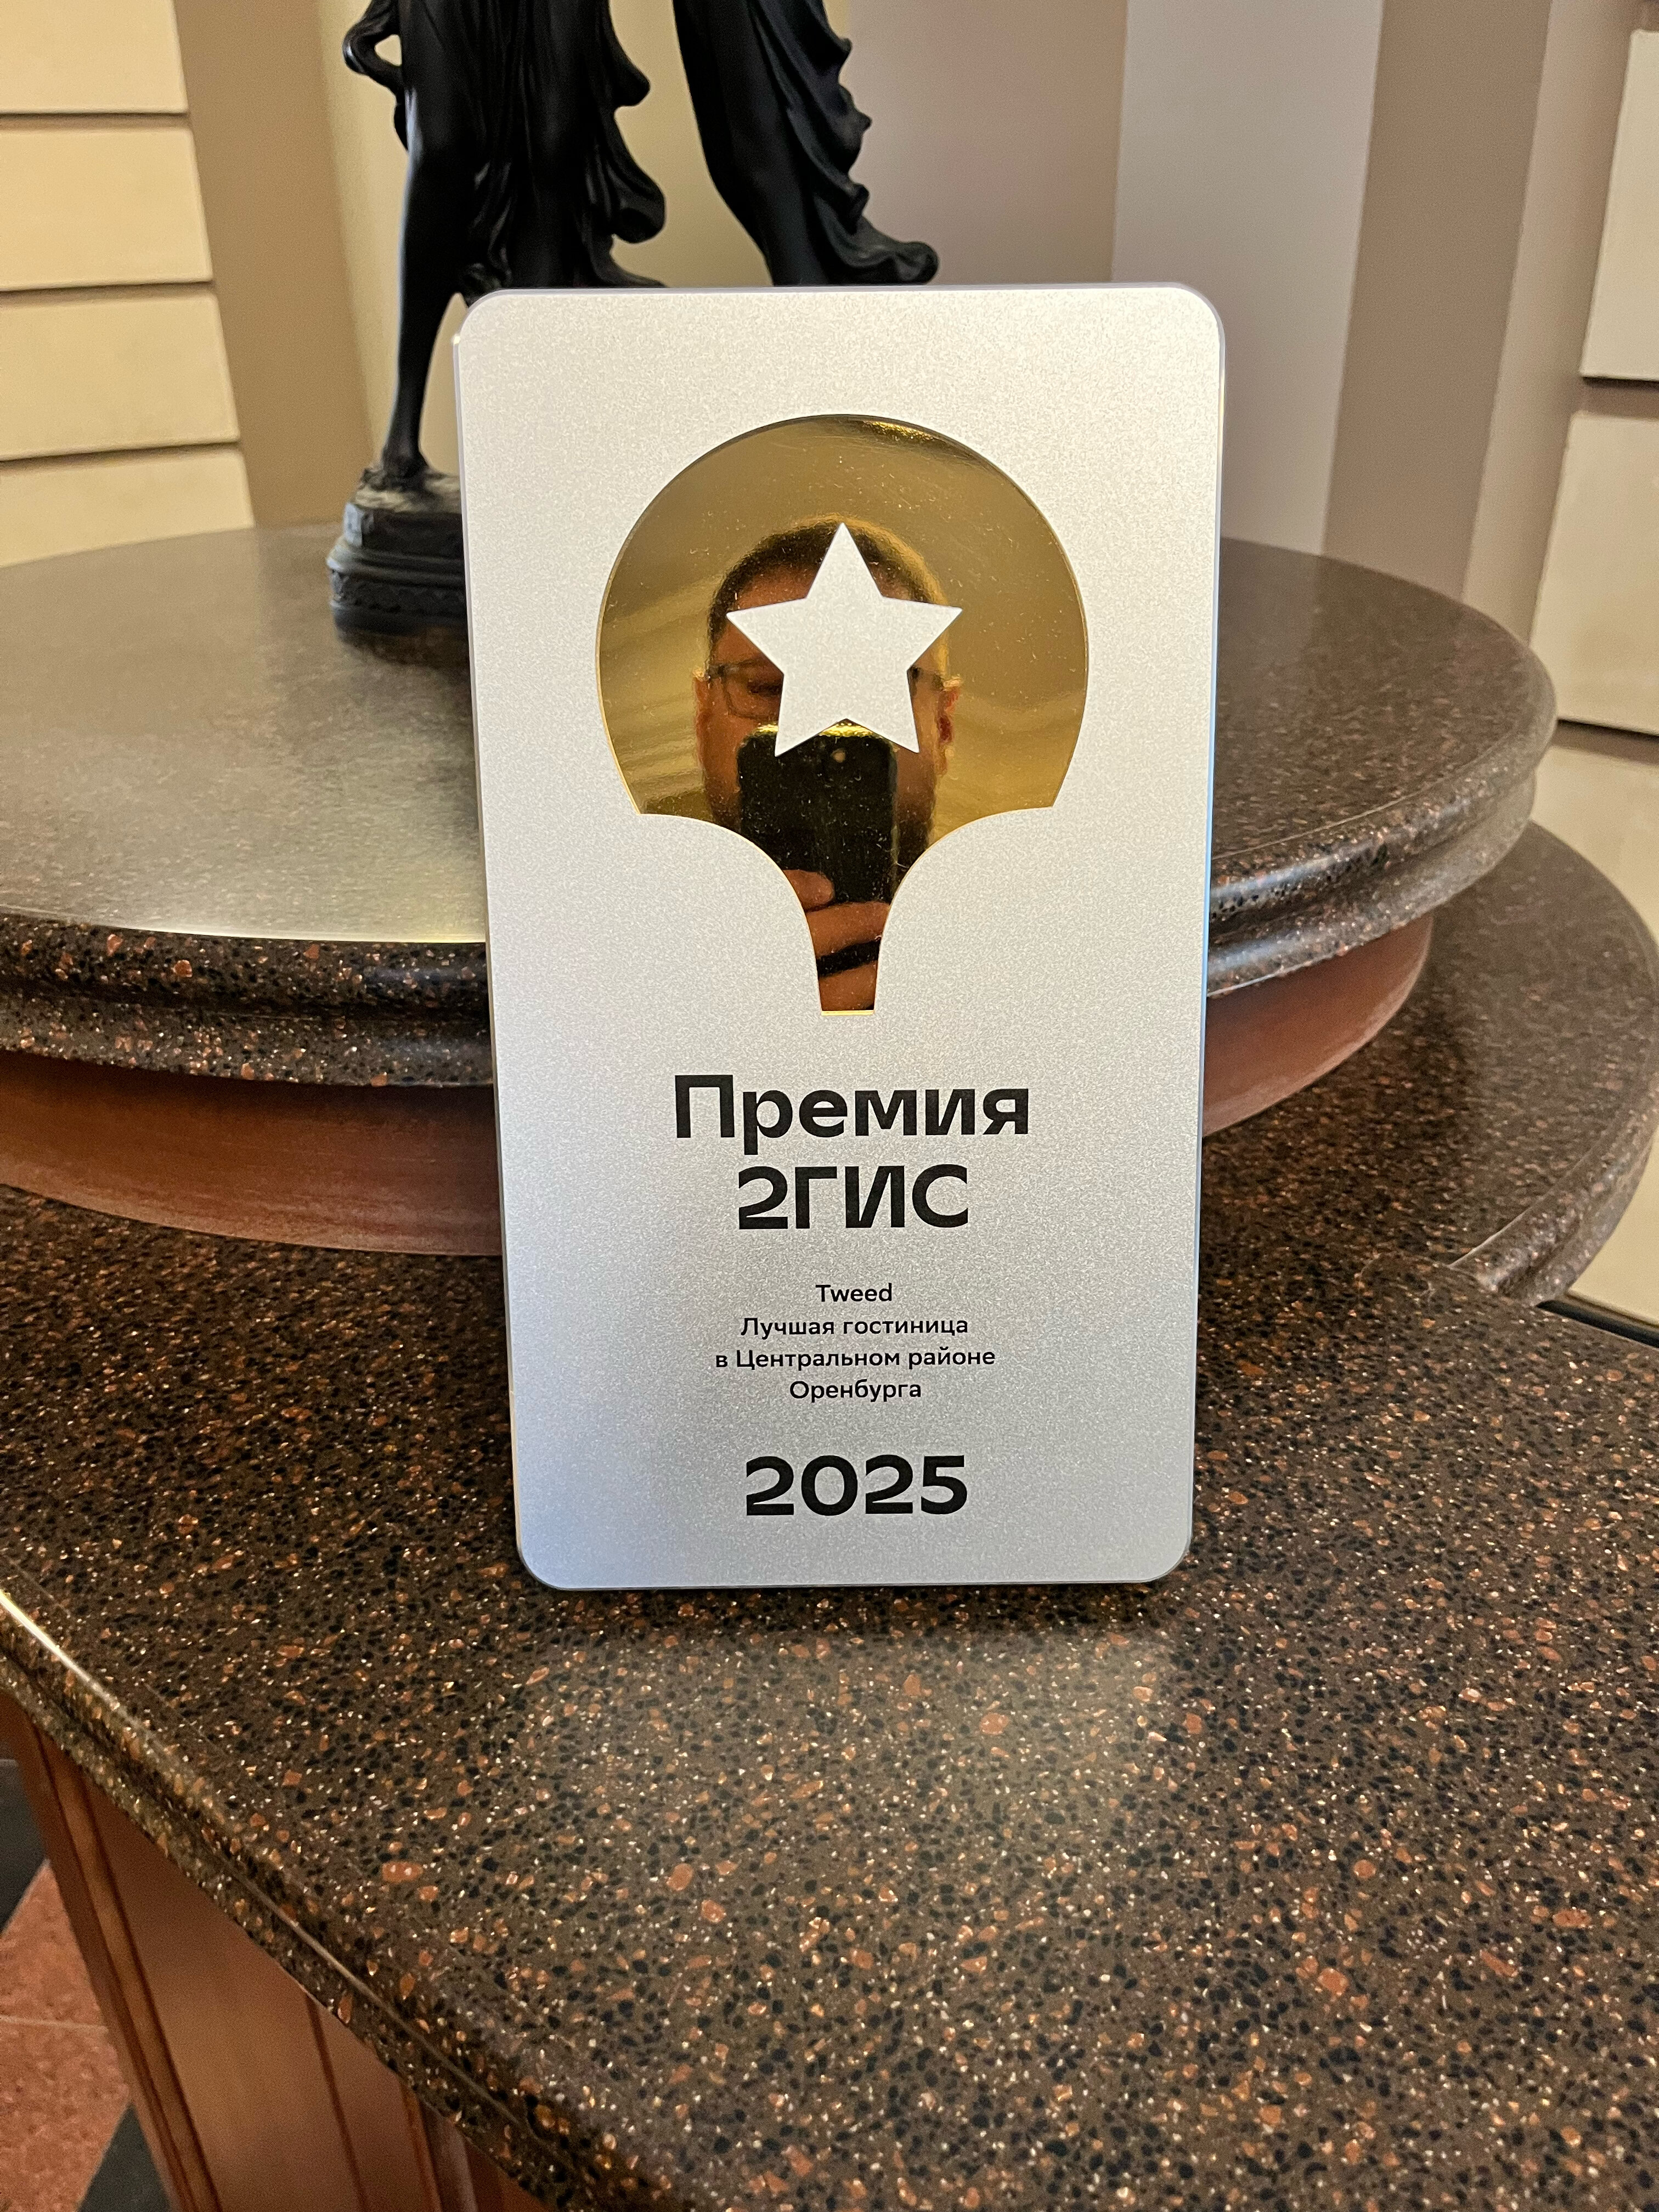 Премия
2ГИС
Tweed
Лучшая гостиница
в Центральном районе
Оренбурга
2025